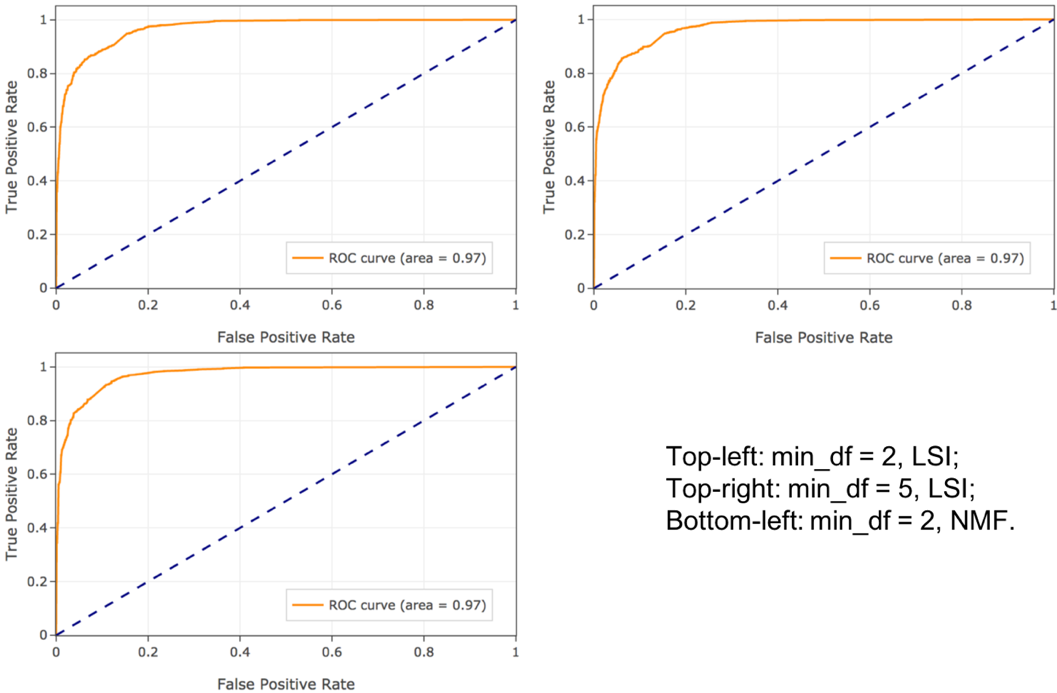 1
0.8
0.6
0.4
0.2
0
True Positive Rate
ROC curve (area = 0.97)
0 0.2 0.4 0.6 0.8 1
False Positive Rate
1
0.8
0.6
0.4
0.2
0
True Positive Rate
ROC curve (area = 0.97)
0 0.2 0.4 0.6 0.8 1
False Positive Rate
1
0.8
0.6
0.4
0.2
0
True Positive Rate
ROC curve (area = 0.97)
0 0.2 0.4 0.6 0.8 1
False Positive Rate
Top-left: min_df = 2, LSI;
Top-right: min_df = 5, LSI;
Bottom-left: min_df = 2, NMF.